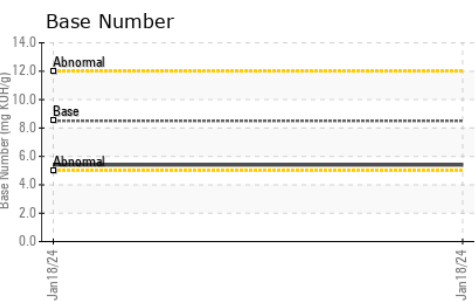 Base Number
14.0
Abnormal
12.0
10.0
Base
8.0
6.0
Abnormal
4.0
2.0
0.0
Base Number (mg KOH/g)
Jan18/24
Jan18/24